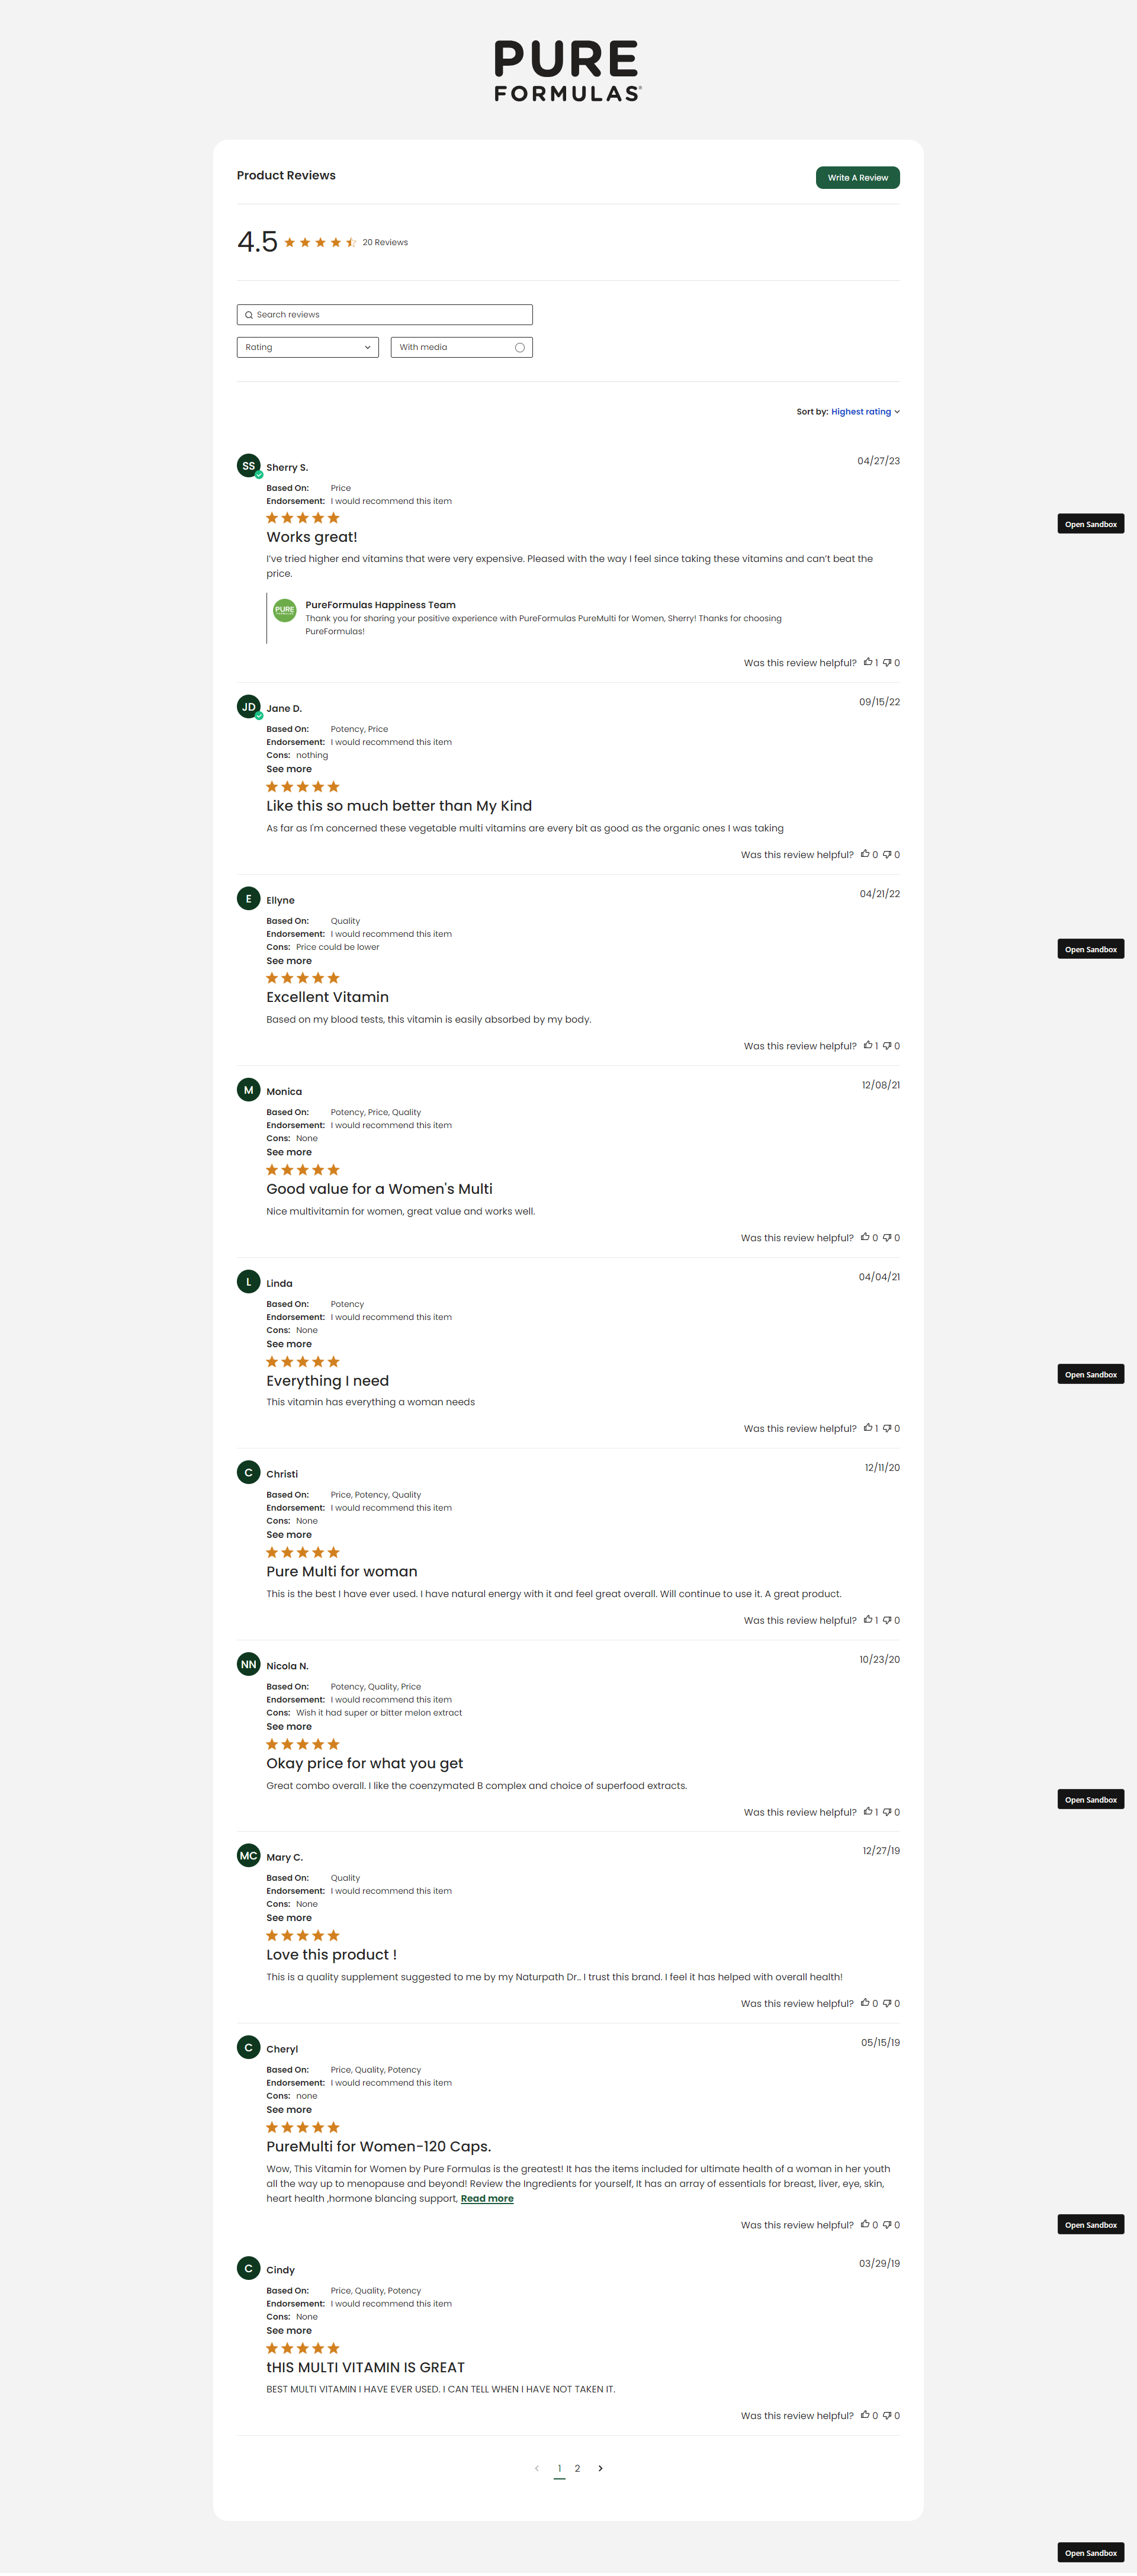 PURE
FORMULAS®
Product Reviews
Write A Review
4.5 20 Reviews
Search reviews
Rating
With media
Sort by: Highest rating
SS
Sherry S.
04/27/23
Based On: Price
Endorsement: I would recommend this item
Works great!
I've tried higher end vitamins that were very expensive. Pleased with the way I feel since taking these vitamins and can't beat the
price.
PURE
FORMULAS
PureFormulas Happiness Team
Thank you for sharing your positive experience with PureFormulas PureMulti for Women, Sherry! Thanks for choosing
PureFormulas!
Was this review helpful? 1 0
Open Sandbox
JD
Jane D.
09/15/22
Based On: Potency, Price
Endorsement: I would recommend this item
Cons: nothing
See more
Like this so much better than My Kind
As far as I'm concerned these vegetable multi vitamins are every bit as good as the organic ones I was taking
Was this review helpful? 0 0
E
Ellyne
04/21/22
Based On: Quality
Endorsement: I would recommend this item
Cons: Price could be lower
See more
Open Sandbox
Excellent Vitamin
Based on my blood tests, this vitamin is easily absorbed by my body.
Was this review helpful? 1 0
M
Monica
12/08/21
Based On: Potency, Price, Quality
Endorsement: I would recommend this item
Cons: None
See more
Good value for a Women's Multi
Nice multivitamin for women, great value and works well.
Was this review helpful? 0 0
L
Linda
04/04/21
Based On: Potency
Endorsement: I would recommend this item
Cons: None
See more
Everything I need
Open Sandbox
This vitamin has everything a woman needs
Was this review helpful? 1 0
C
Christi
12/11/20
Based On: Price, Potency, Quality
Endorsement: I would recommend this item
Cons: None
See more
Pure Multi for woman
This is the best I have ever used. I have natural energy with it and feel great overall. Will continue to use it. A great product.
Was this review helpful? 1 0
NN
Nicola N.
10/23/20
Based On: Potency, Quality, Price
Endorsement: I would recommend this item
Cons: Wish it had super or bitter melon extract
See more
Okay price for what you get
Great combo overall. I like the coenzymated B complex and choice of superfood extracts.
Open Sandbox
Was this review helpful? 1 0
MC
Mary C.
12/27/19
Based On: Quality
Endorsement: I would recommend this item
Cons: None
See more
Love this product !
This is a quality supplement suggested to me by my Naturpath Dr.. I trust this brand. I feel it has helped with overall health!
Was this review helpful? 0 0
C
Cheryl
05/15/19
Based On: Price, Quality, Potency
Endorsement: I would recommend this item
Cons: none
See more
PureMulti for Women-120 Caps.
Wow, This Vitamin for Women by Pure Formulas is the greatest! It has the items included for ultimate health of a woman in her youth
all the way up to menopause and beyond! Review the Ingredients for yourself, It has an array of essentials for breast, liver, eye, skin,
heart health ,hormone blancing support, Read more
Was this review helpful? 0 0
Open Sandbox
C
Cindy
03/29/19
Based On: Price, Quality, Potency
Endorsement: I would recommend this item
Cons: None
See more
tHIS MULTI VITAMIN IS GREAT
BEST MULTI VITAMIN I HAVE EVER USED. I CAN TELL WHEN I HAVE NOT TAKEN IT.
Was this review helpful? 0 0
1 2
Open Sandbox